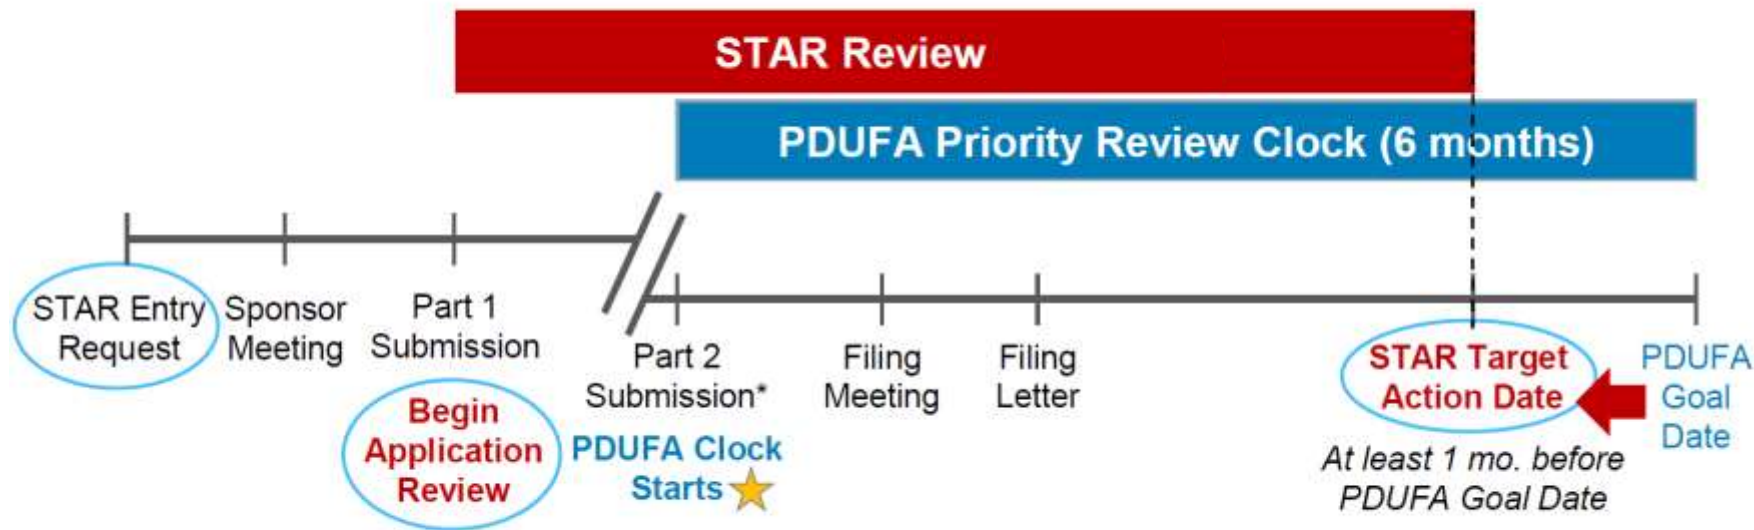 STAR Review
PDUFA Priority Review Clock (6 months)
STAR Entry
Request
Sponsor
Meeting
Part 1
Submission
Begin
Application
Review
Part 2
Submission*
PDUFA Clock
Starts
Filing
Meeting
Filing
Letter
STAR Target
Action Date
At least 1 mo. before
PDUFA Goal Date
PDUFA
Goal
Date